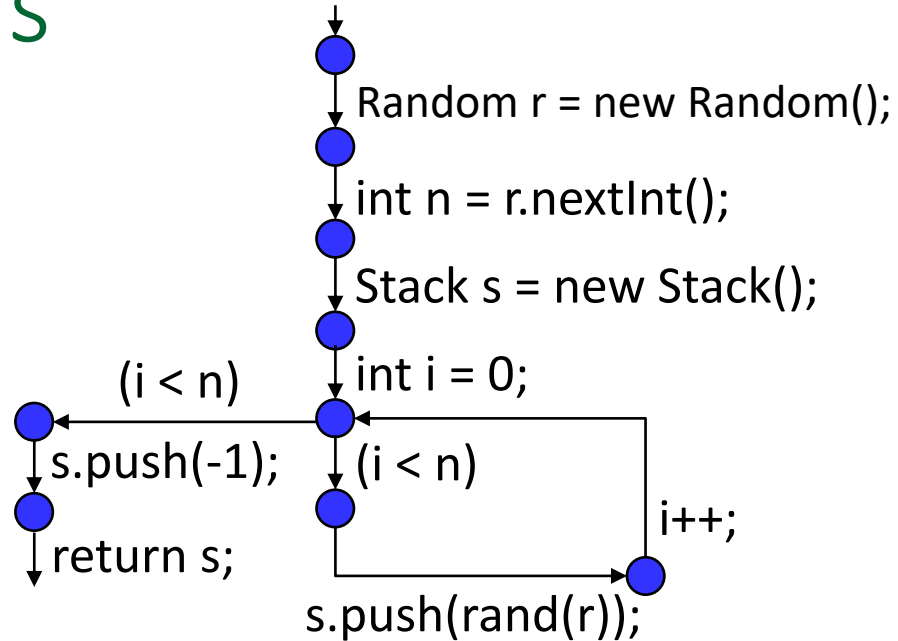 S
Random r = new Random();
int n = r.nextInt();
Stack s = new Stack();
int i = 0;
(i < n)
(i < n)
s.push(-1);
i++;
return s;
s.push(rand(r));